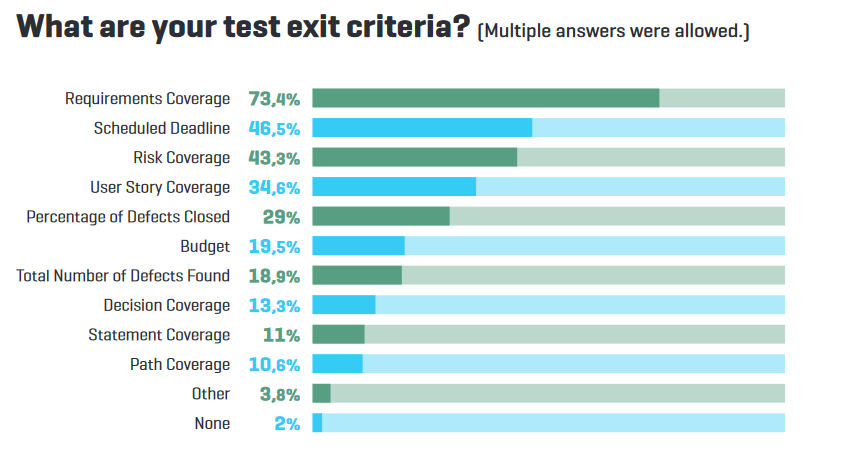 What are your test exit criteria? (Multiple answers were allowed.)
Requirements Coverage 73,4%
Scheduled Deadline 46,5%
Risk Coverage 43,3%
User Story Coverage 34,6%
Percentage of Defects Closed 29%
Budget 19,5%
Total Number of Defects Found 18,9%
Decision Coverage 13,3%
Statement Coverage 11%
Path Coverage 10,6%
Other 3,8%
None 2%